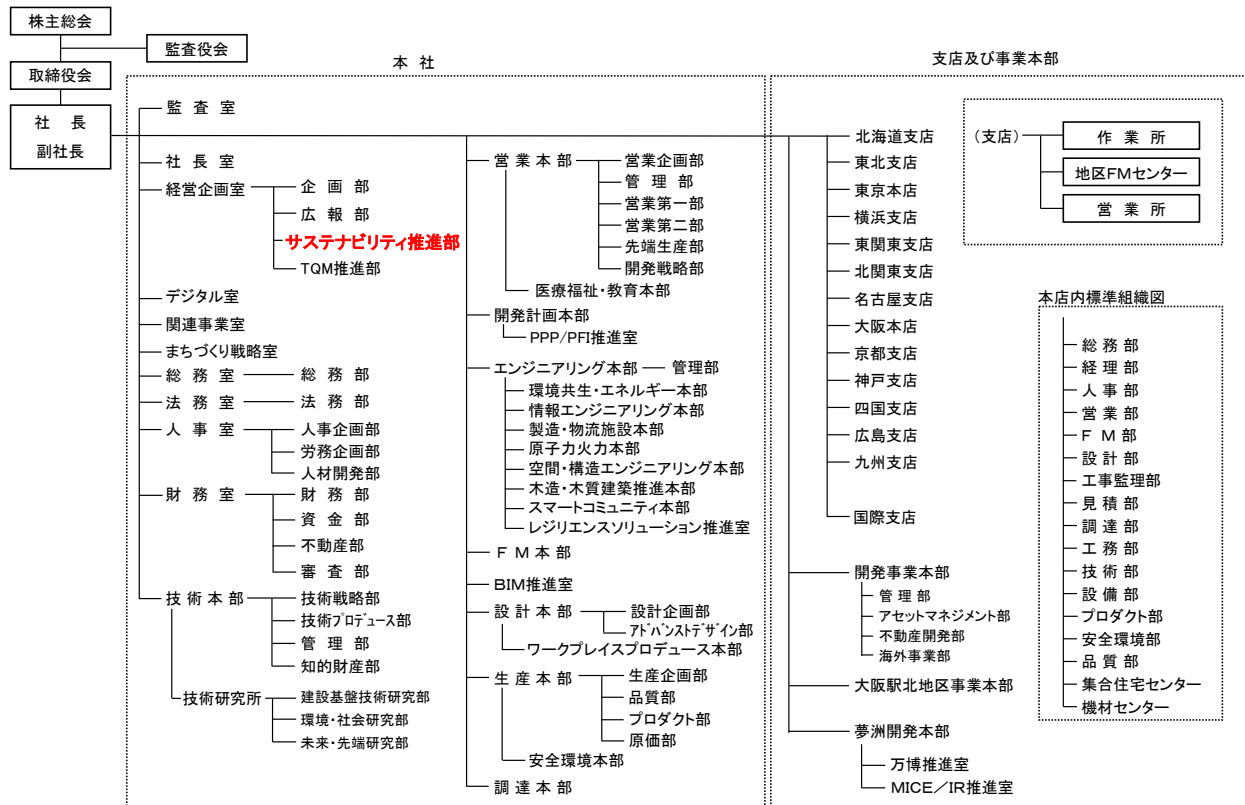 株主総会
監査役会
取締役会
社 長
副社長
本 社
監 査 室
社 長 室
経営企画室
企 画 部
広 報 部
サステナビリティ推進部
TQM推進部
デジタル室
関連事業室
まちづくり戦略室
総 務 室
総 務 部
法 務 室
法 務 部
人 事 室
人事企画部
労務企画部
人材開発部
財 務 室
財 務 部
資 金 部
不動産部
審 査 部
技 術 本 部
技術戦略部
技術プロデュース部
管 理 部
知的財産部
技術研究所
建設基盤技術研究部
環境・社会研究部
未来・先端研究部
営 業 本 部
営業企画部
管 理 部
営業第一部
営業第二部
先端生産部
開発戦略部
医療福祉・教育本部
開発計画本部
PPP/PFI推進室
エンジニアリング本部
管理部
環境共生・エネルギー本部
情報エンジニアリング本部
製造・物流施設本部
原子力火力本部
空間・構造エンジニアリング本部
木造・木質建築推進本部
スマートコミュニティ本部
レジリエンスソリューション推進室
F M 本 部
BIM推進室
設 計 本 部
設計企画部
アドバンストデザイン部
ワークプレイスプロデュース本部
生 産 本 部
生産企画部
品質部
プロダクト部
原価部
安全環境本部
調 達 本 部
支店及び事業本部
北海道支店
東北支店
東京本店
横浜支店
東関東支店
北関東支店
名古屋支店
大阪本店
京都支店
神戸支店
四国支店
広島支店
九州支店
国際支店
開発事業本部
管 理 部
アセットマネジメント部
不動産開発部
海外事業部
大阪駅北地区事業本部
夢洲開発本部
万博推進室
MICE／IR推進室
(支店)
作 業 所
地区FMセンター
営 業 所
本店内標準組織図
総 務 部
経 理 部
人 事 部
営 業 部
F M 部
設 計 部
工事監理部
見 積 部
調 達 部
工 務 部
技 術 部
設 備 部
プロダクト部
安全環境部
品 質 部
集合住宅センター
機材センター